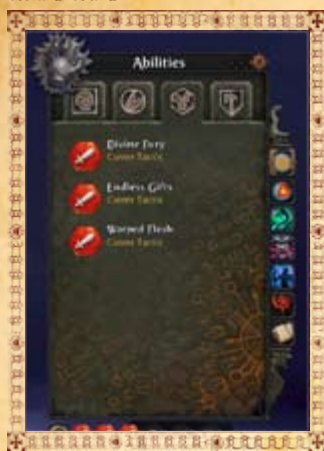 Abilities
Divine Fury
Career Tactic
Endless Gifts
Career Tactic
Warped Flesh
Career Tactic